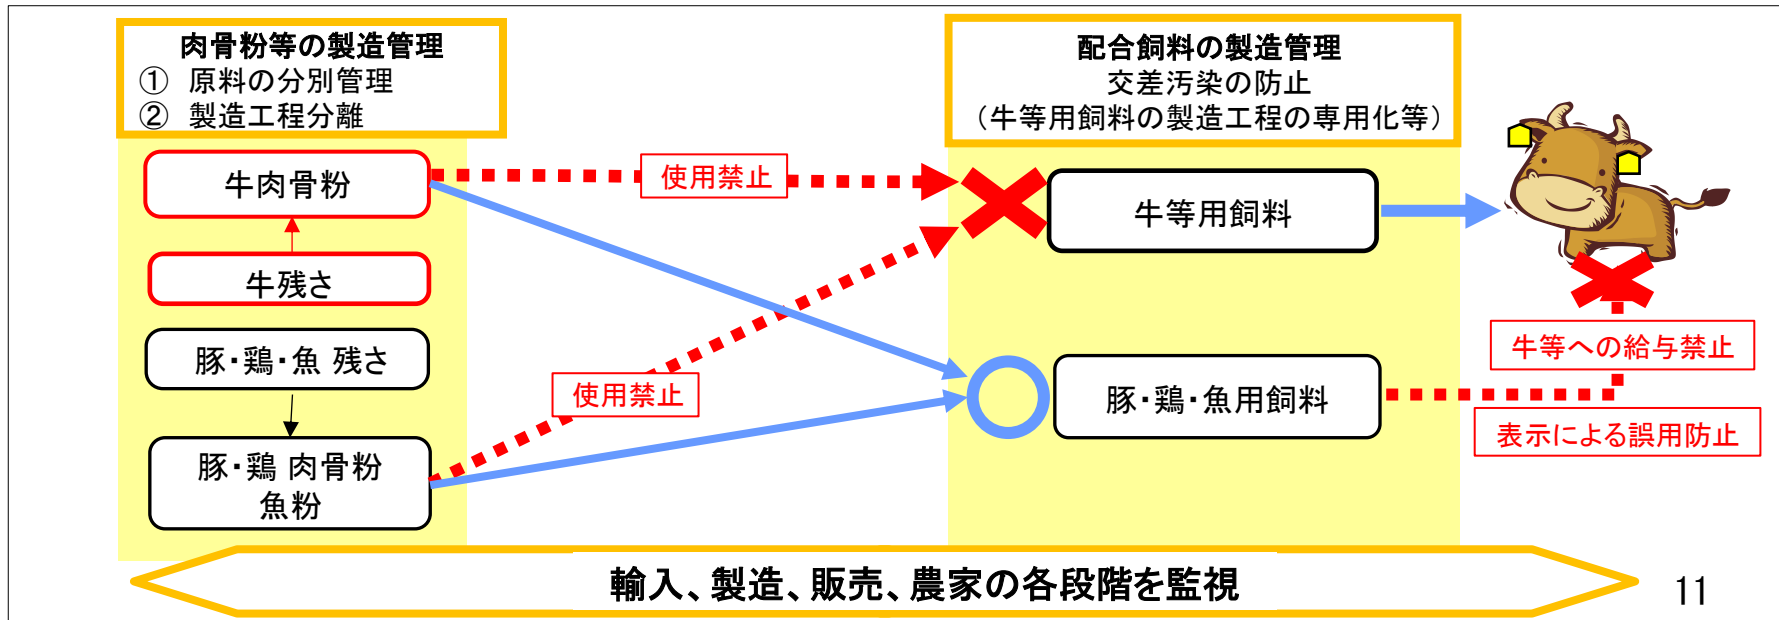 肉骨粉等の製造管理
① 原料の分別管理
② 製造工程分離
配合飼料の製造管理
交差汚染の防止
（牛等用飼料の製造工程の専用化等）
牛肉骨粉
使用禁止
牛等用飼料
牛残さ
豚・鶏・魚 残さ
使用禁止
豚・鶏・魚用飼料
牛等への給与禁止
表示による誤用防止
豚・鶏 肉骨粉
魚粉
輸入、製造、販売、農家の各段階を監視
11